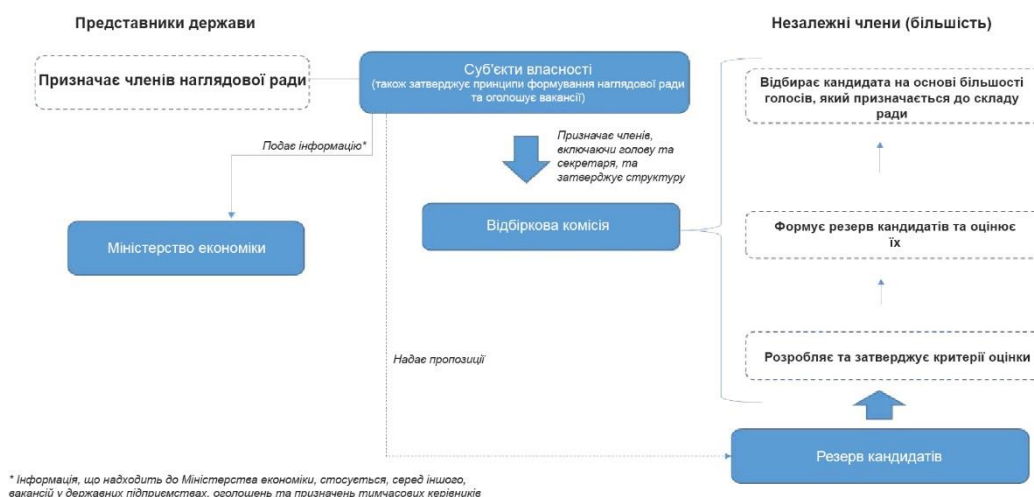 Представники держави
Незалежні члени (більшість)
Призначає членів наглядової ради
Суб'єкти власності
(також затверджує принципи формування наглядової ради
та оголошує вакансії)
Відбирає кандидата на основі більшості
голосів, який призначається до складу
ради
Подає інформацію*
Призначає членів,
включаючи голову та
секретаря, та
затверджує структуру
Міністерство економіки
Відбіркова комісія
Формує резерв кандидатів та оцінює
їх
Надає пропозиції
Розробляє та затверджує критерії оцінки
Резерв кандидатів
* Інформація, що надходить до Міністерства економіки, стосується, серед іншого,
вакансій у державних підприємствах, оголошень та призначень тимчасових керівників